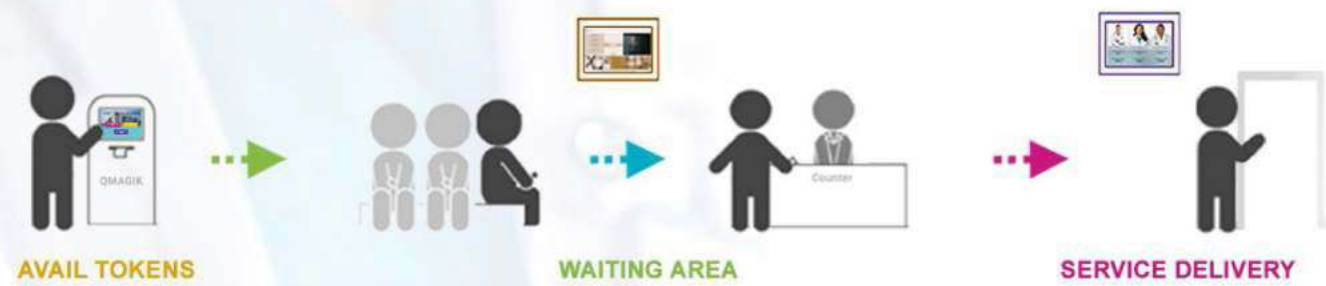 QMAGIK
Counter
AVAIL TOKENS
WAITING AREA
SERVICE DELIVERY